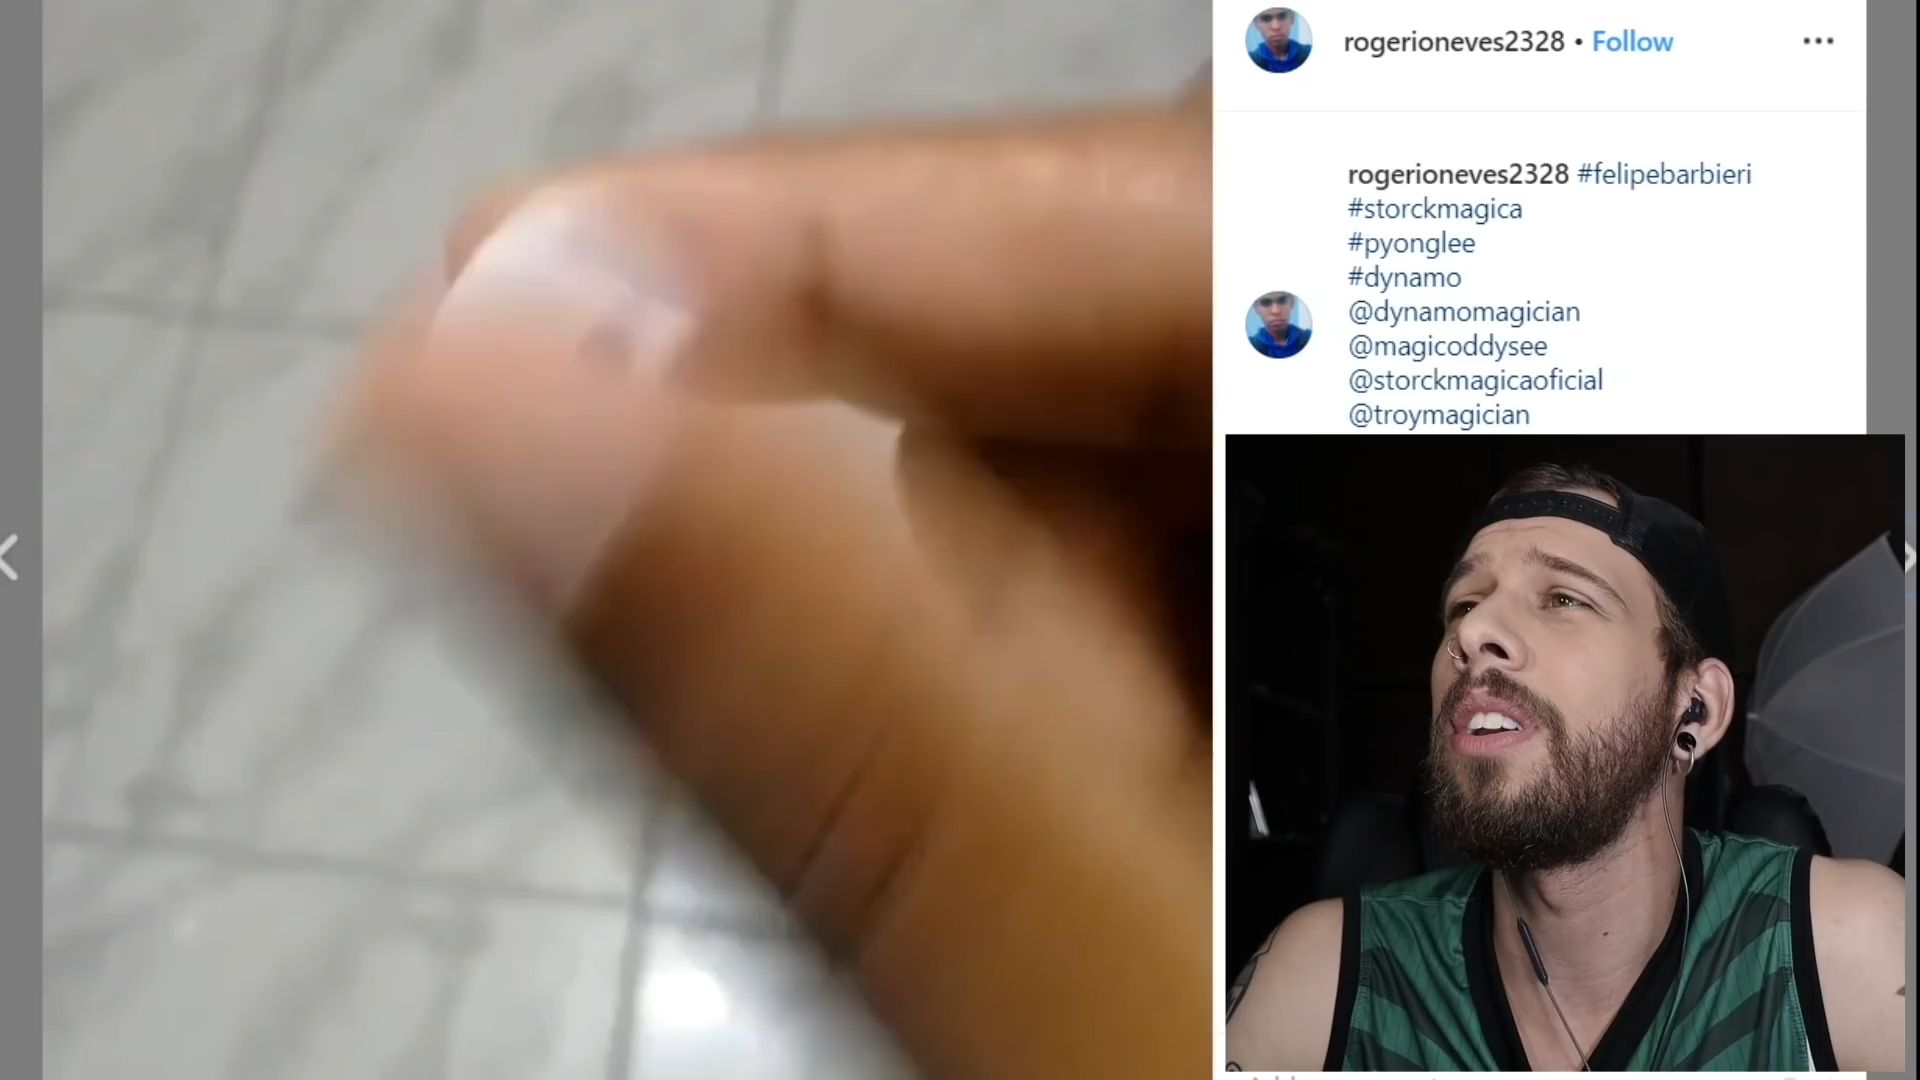 rogerioneves2328 • Follow
rogerioneves2328 #felipebarbieri
#storckmagica
#pyonglee
#dynamo
@dynamomagician
@magicoddysee
@storckmagicaoficial
@troymagician